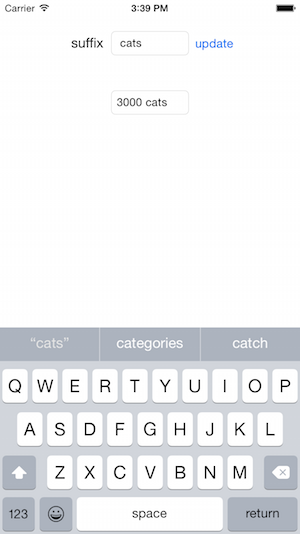 Carrier 3:39 PM
suffix cats update
3000 cats
“cats” categories catch
Q W E R T Y U I O P
A S D F G H J K L
Z X C V B N M
123 space return